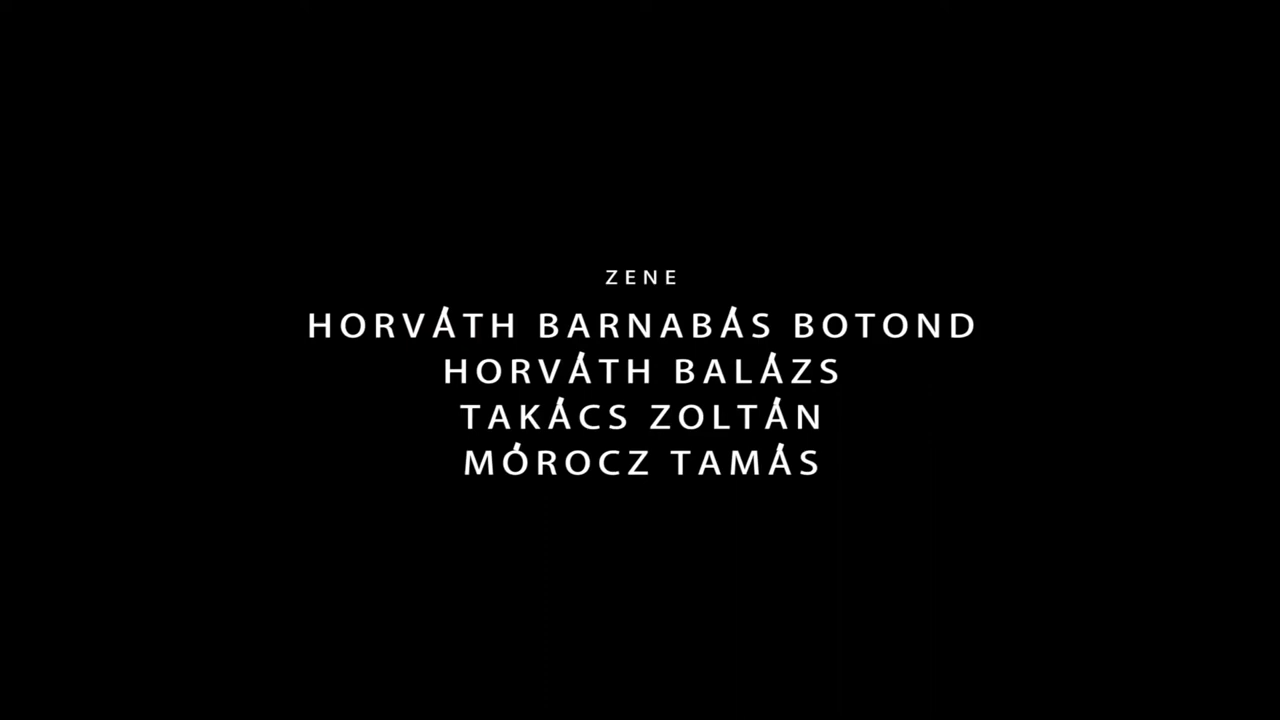 ZENE
HORVÁTH BARNABÁS BOTOND
HORVÁTH BALÁZS
TAKÁCS ZOLTÁN
MÓROCZ TAMÁS